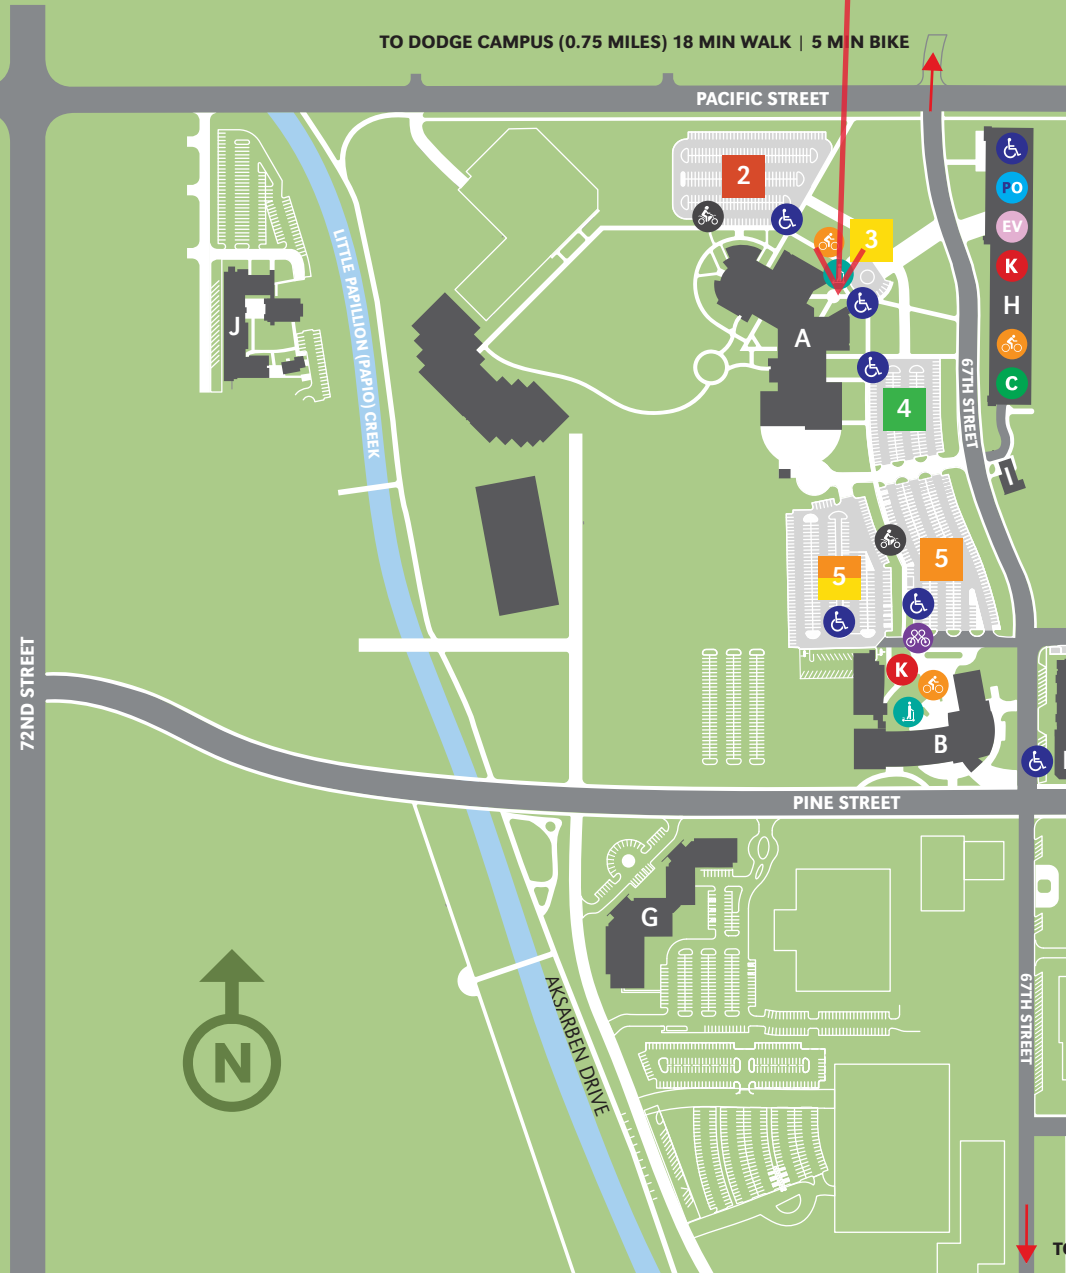 TO DODGE CAMPUS (0.75 MILES) 18 MIN WALK | 5 MIN BIKE
PACIFIC STREET
2
PO
EV
3
K
LITTLE PAPILLION (PAPIO) CREEK
H
J
A
C
4
67TH STREET
I
5
5
K
72ND STREET
B
PINE STREET
G
AKSARBEN DRIVE
67TH STREET
N